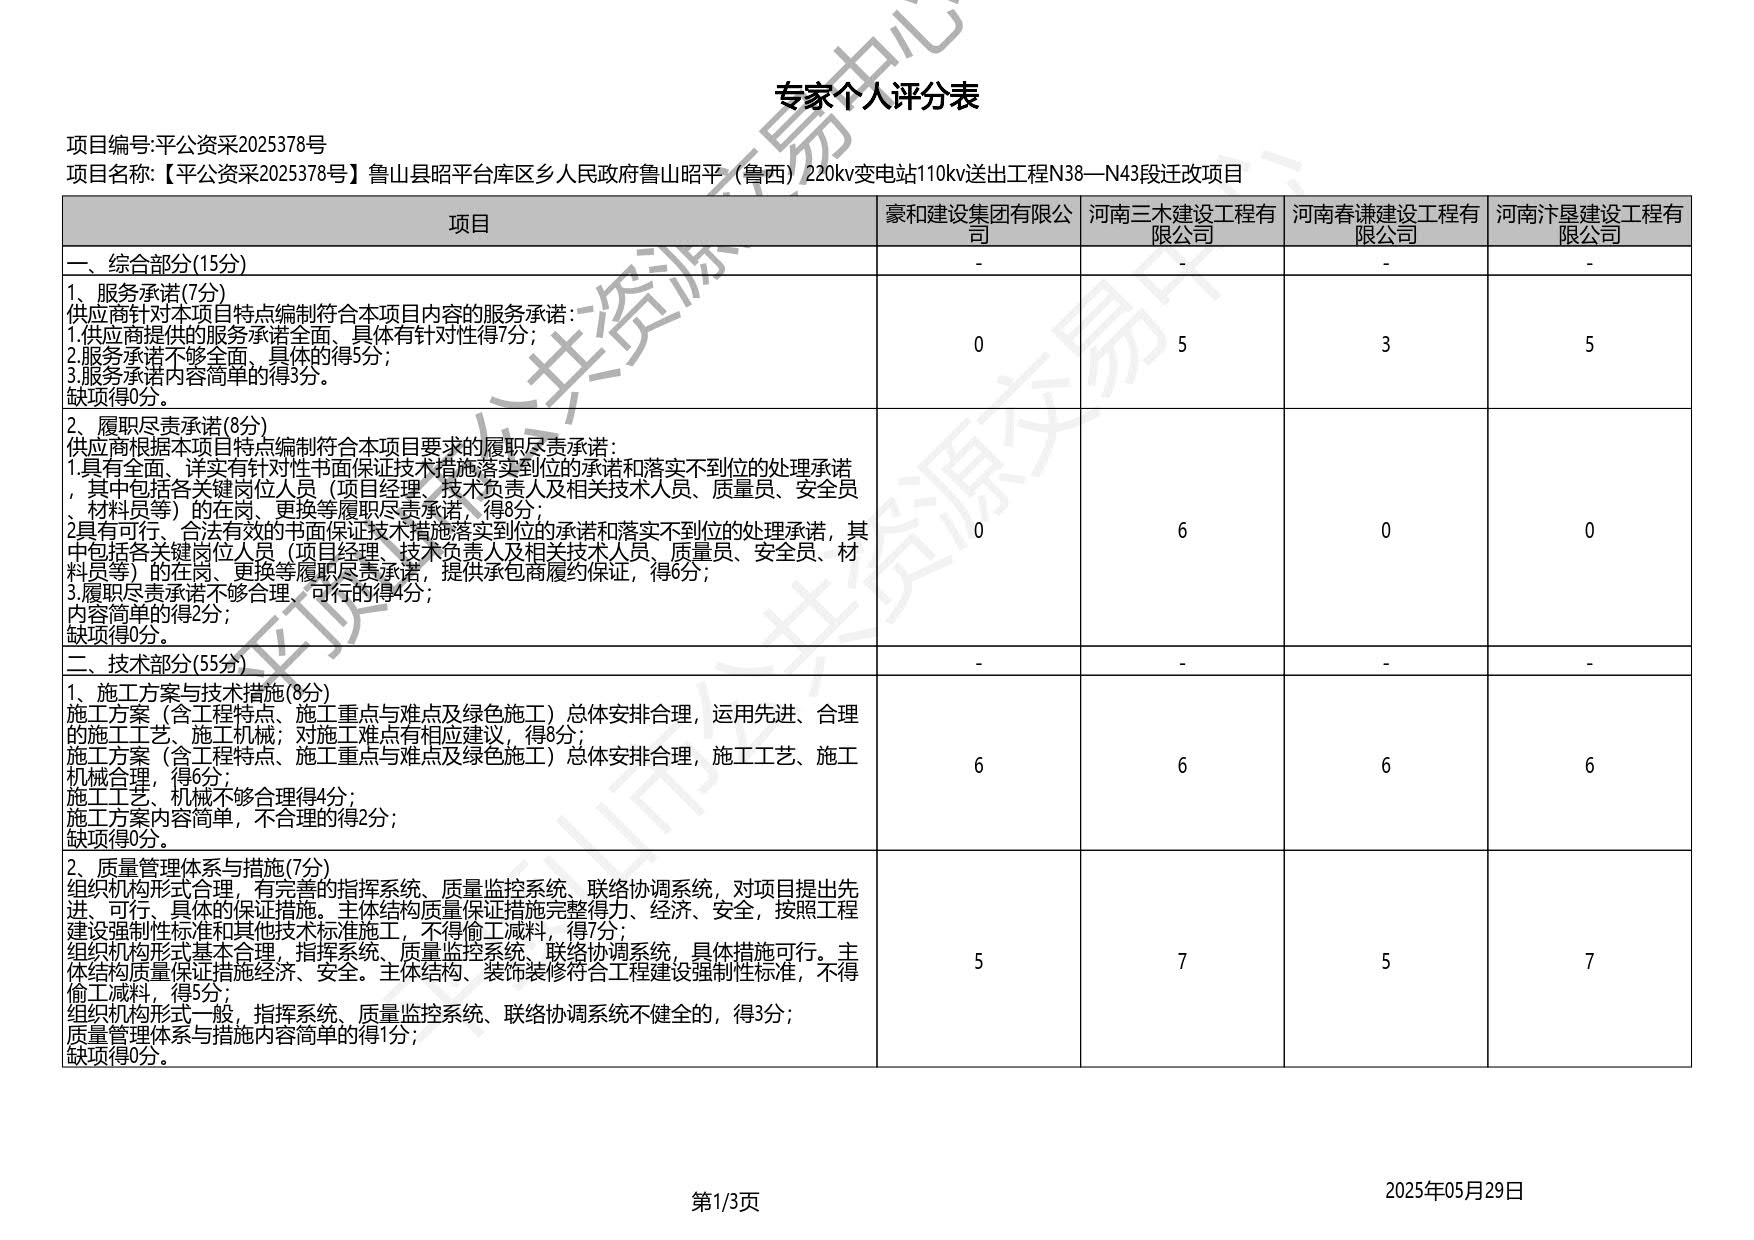 专家个人评分表
项目编号:平公资采2025378号
项目名称:【平公资采2025378号】鲁山县昭平台库区乡人民政府鲁山昭平（鲁西）220kv变电站110kv送出工程N38—N43段迁改项目
项目
豪和建设集团有限公
司
河南三木建设工程有
限公司
河南春谦建设工程有
限公司
河南汴垦建设工程有
限公司
一、综合部分(15分)
-
-
-
-
1、服务承诺(7分)
供应商针对本项目特点编制符合本项目内容的服务承诺：
1.供应商提供的服务承诺全面、具体有针对性得7分；
2.服务承诺不够全面、具体的得5分；
3.服务承诺内容简单的得3分。
缺项得0分。
0
5
3
5
2、履职尽责承诺(8分)
供应商根据本项目特点编制符合本项目要求的履职尽责承诺：
1.具有全面、详实有针对性书面保证技术措施落实到位的承诺和落实不到位的处理承诺
，其中包括各关键岗位人员（项目经理、技术负责人及相关技术人员、质量员、安全员
、材料员等）的在岗、更换等履职尽责承诺，得8分；
2具有可行、合法有效的书面保证技术措施落实到位的承诺和落实不到位的处理承诺，其
中包括各关键岗位人员（项目经理、技术负责人及相关技术人员、质量员、安全员、材
料员等）的在岗、更换等履职尽责承诺，提供承包商履约保证，得6分；
3.履职尽责承诺不够合理、可行的得4分；
内容简单的得2分；
缺项得0分。
0
6
0
0
二、技术部分(55分)
-
-
-
-
1、施工方案与技术措施(8分)
施工方案（含工程特点、施工重点与难点及绿色施工）总体安排合理，运用先进、合理
的施工工艺、施工机械；对施工难点有相应建议，得8分；
施工方案（含工程特点、施工重点与难点及绿色施工）总体安排合理，施工工艺、施工
机械合理，得6分；
施工工艺、机械不够合理得4分；
施工方案内容简单，不合理的得2分；
缺项得0分。
6
6
6
6
2、质量管理体系与措施(7分)
组织机构形式合理，有完善的指挥系统、质量监控系统、联络协调系统，对项目提出先
进、可行、具体的保证措施。主体结构质量保证措施完整得力、经济、安全，按照工程
建设强制性标准和其他技术标准施工，不得偷工减料，得7分；
组织机构形式基本合理，指挥系统、质量监控系统、联络协调系统，具体措施可行。主
体结构质量保证措施经济、安全。主体结构、装饰装修符合工程建设强制性标准，不得
偷工减料，得5分；
组织机构形式一般，指挥系统、质量监控系统、联络协调系统不健全的，得3分；
质量管理体系与措施内容简单的得1分；
缺项得0分。
5
7
5
7
平顶山市公共资源交易中心
平顶山市公共资源交易中心
第1/3页
2025年05月29日